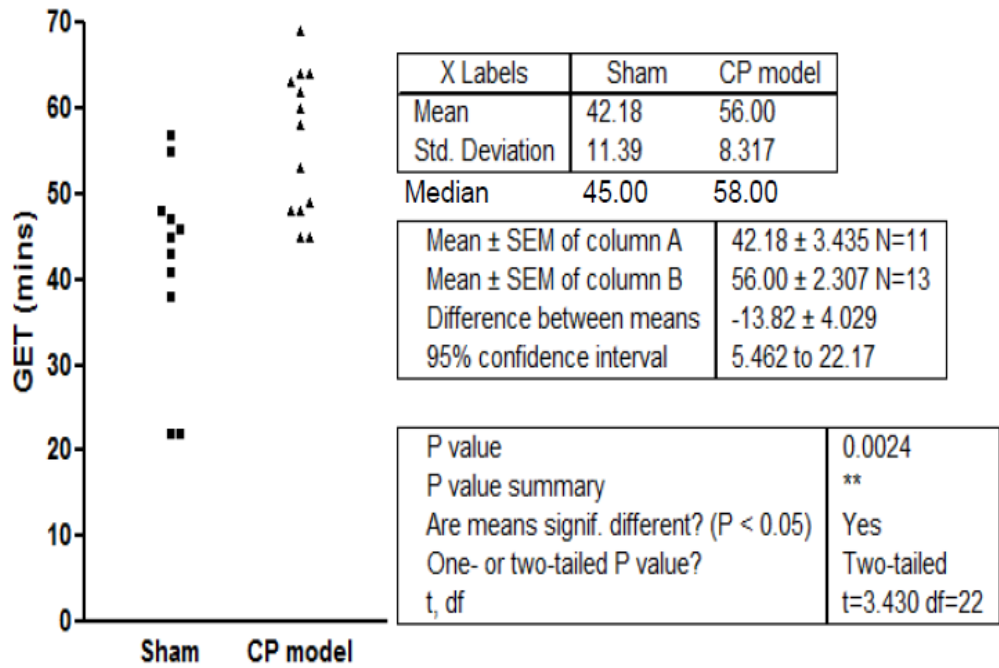 GET (mins)
70
60
50
40
30
20
10
0
Sham CP model
X Labels Sham CP model
Mean 42.18 56.00
Std. Deviation 11.39 8.317
Median 45.00 58.00
Mean ± SEM of column A 42.18 ± 3.435 N=11
Mean ± SEM of column B 56.00 ± 2.307 N=13
Difference between means -13.82 ± 4.029
95% confidence interval 5.462 to 22.17
P value 0.0024
P value summary **
Are means signif. different? (P < 0.05) Yes
One- or two-tailed P value? Two-tailed
t, df t=3.430 df=22